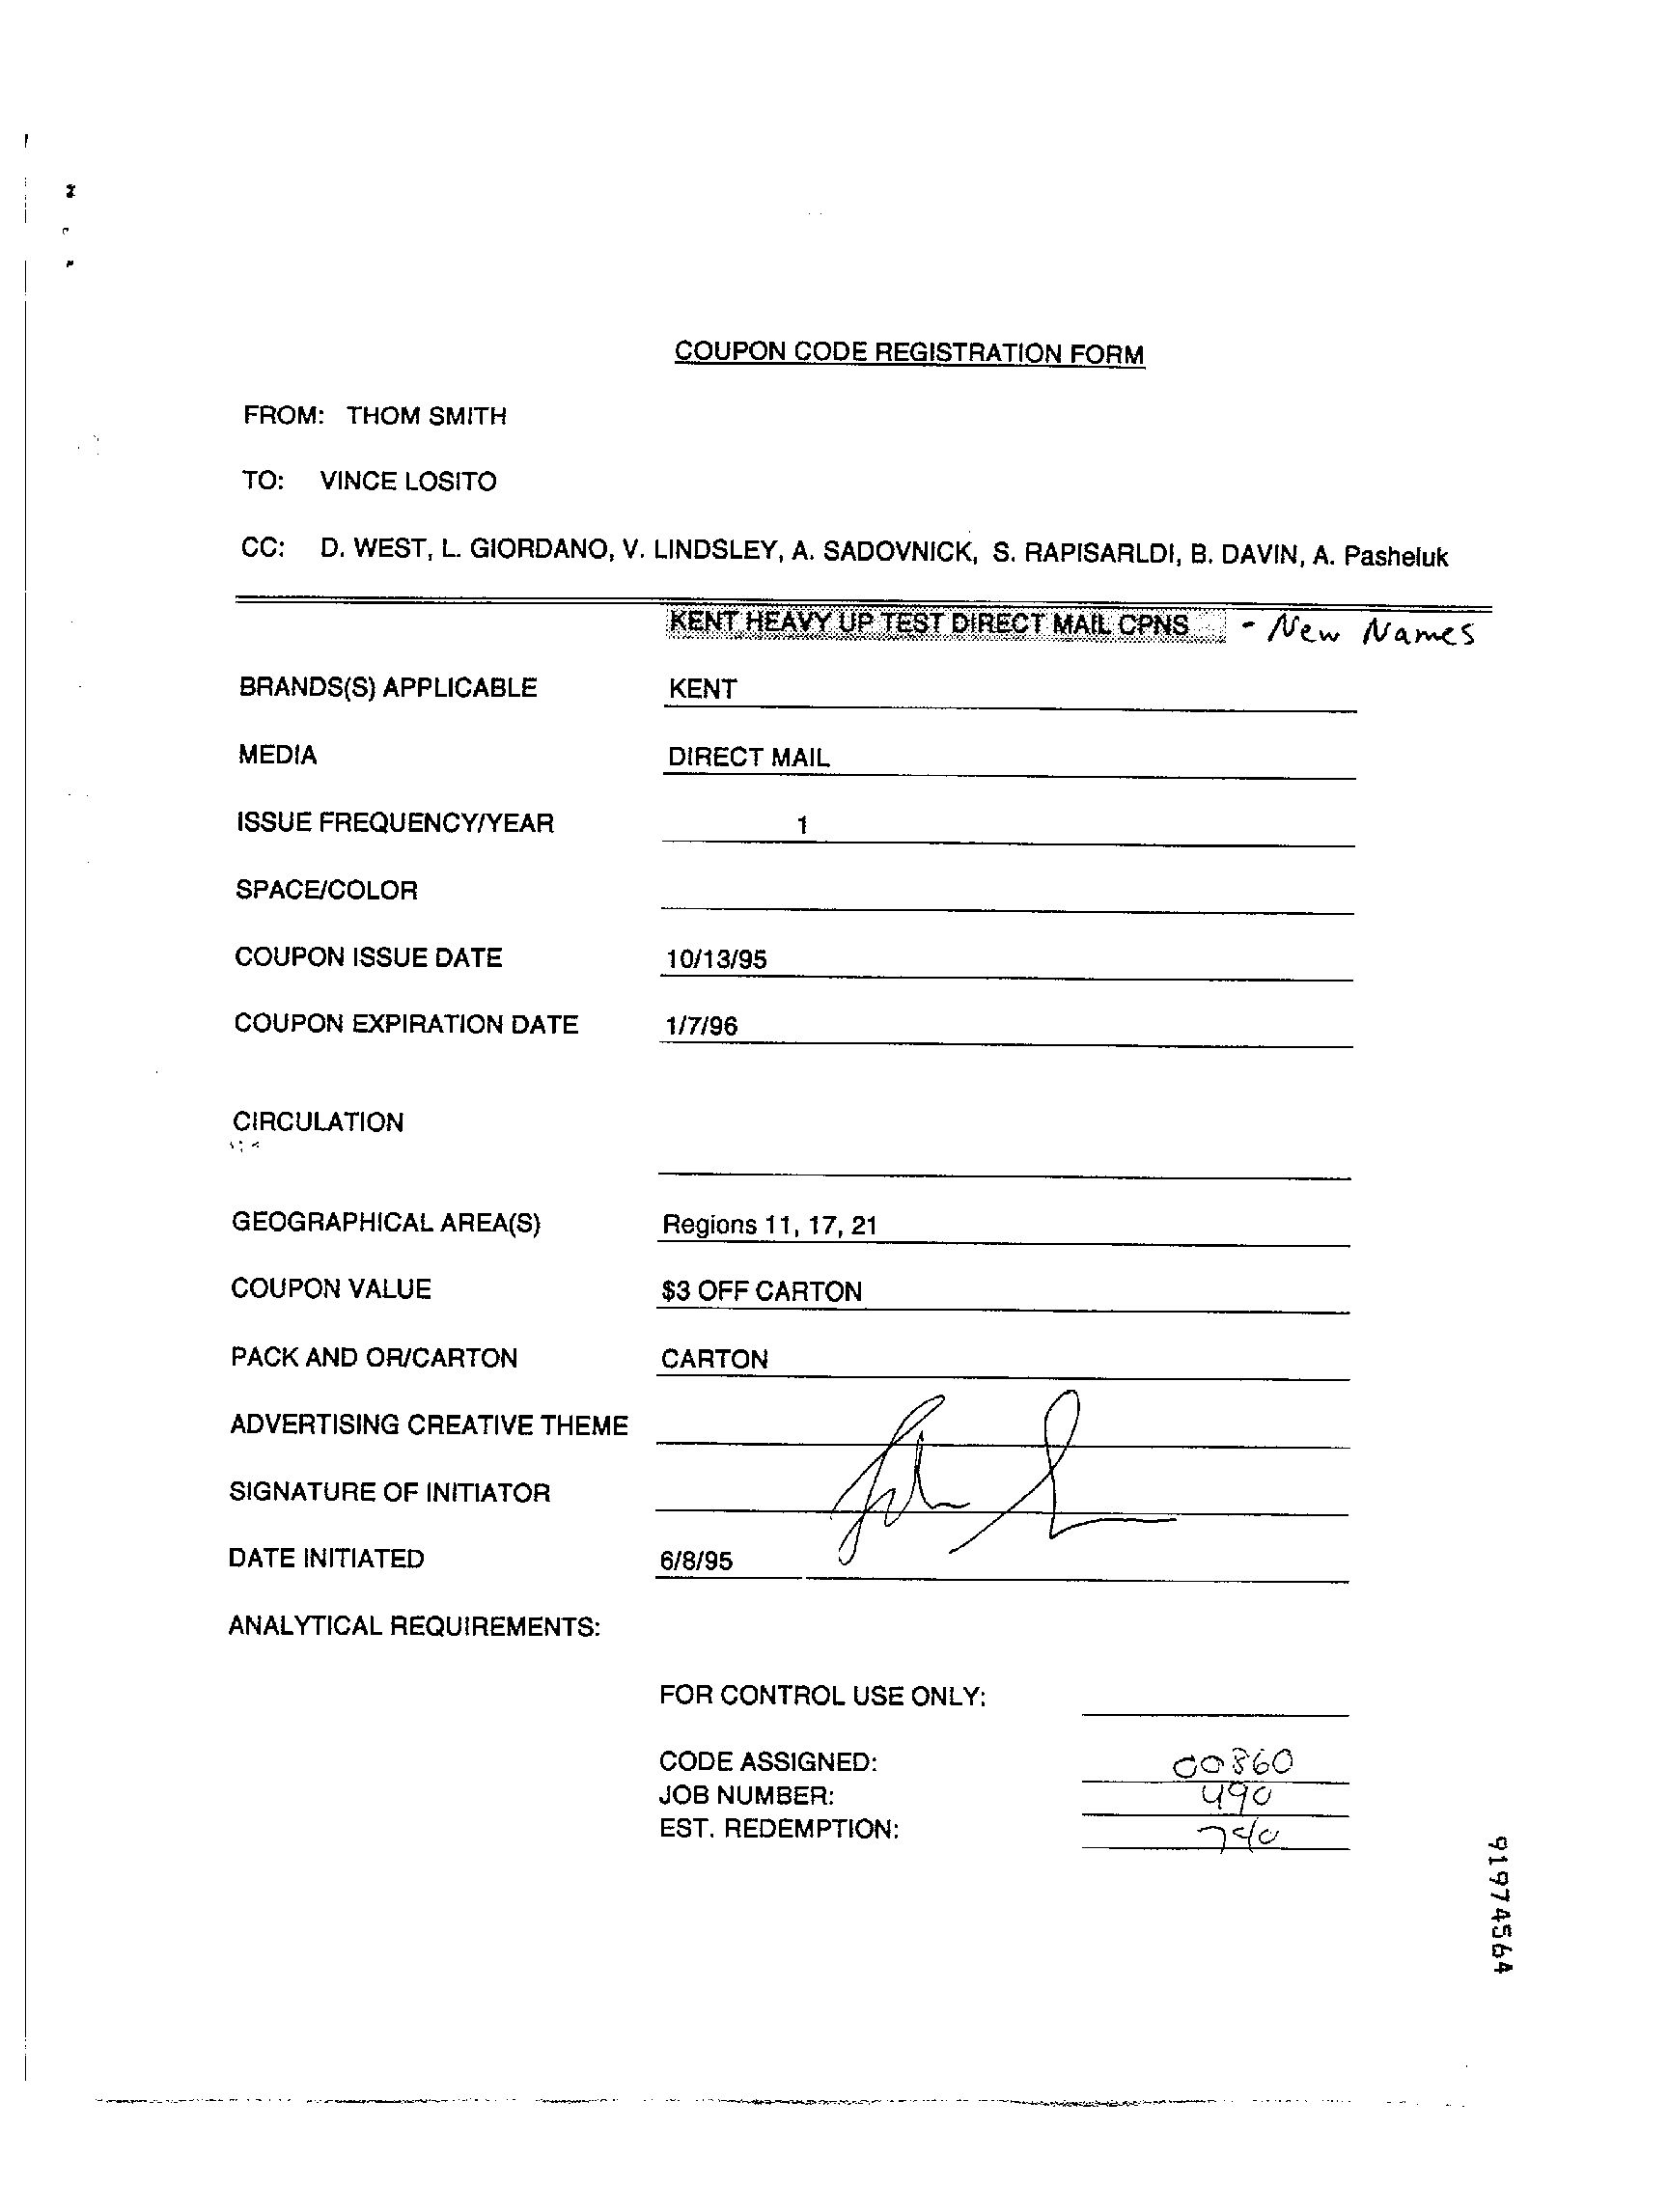 COUPON CODE REGISTRATION FORM
FROM: THOM SMITH
TO: VINCE LOSITO
CC: D. WEST, L. GIORDANO, V. LINDSLEY, A. SADOVNICK, S. RAPISARLDI, B. DAVIN, A. Pasheluk
KENT HEAVY UP TEST DIRECT MAIL CPNS - New Names
BRANDS(S) APPLICABLE KENT
MEDIA DIRECT MAIL
ISSUE FREQUENCY/YEAR 1
SPACE/COLOR
COUPON ISSUE DATE 10/13/95
COUPON EXPIRATION DATE 1/7/96
CIRCULATION
GEOGRAPHICAL AREA(S) Regions 11, 17, 21
COUPON VALUE $3 OFF CARTON
PACK AND OR/CARTON CARTON
ADVERTISING CREATIVE THEME
SIGNATURE OF INITIATOR
DATE INITIATED 6/8/95
ANALYTICAL REQUIREMENTS:
FOR CONTROL USE ONLY:
CODE ASSIGNED: 00860
JOB NUMBER: 490
EST. REDEMPTION:
91974564